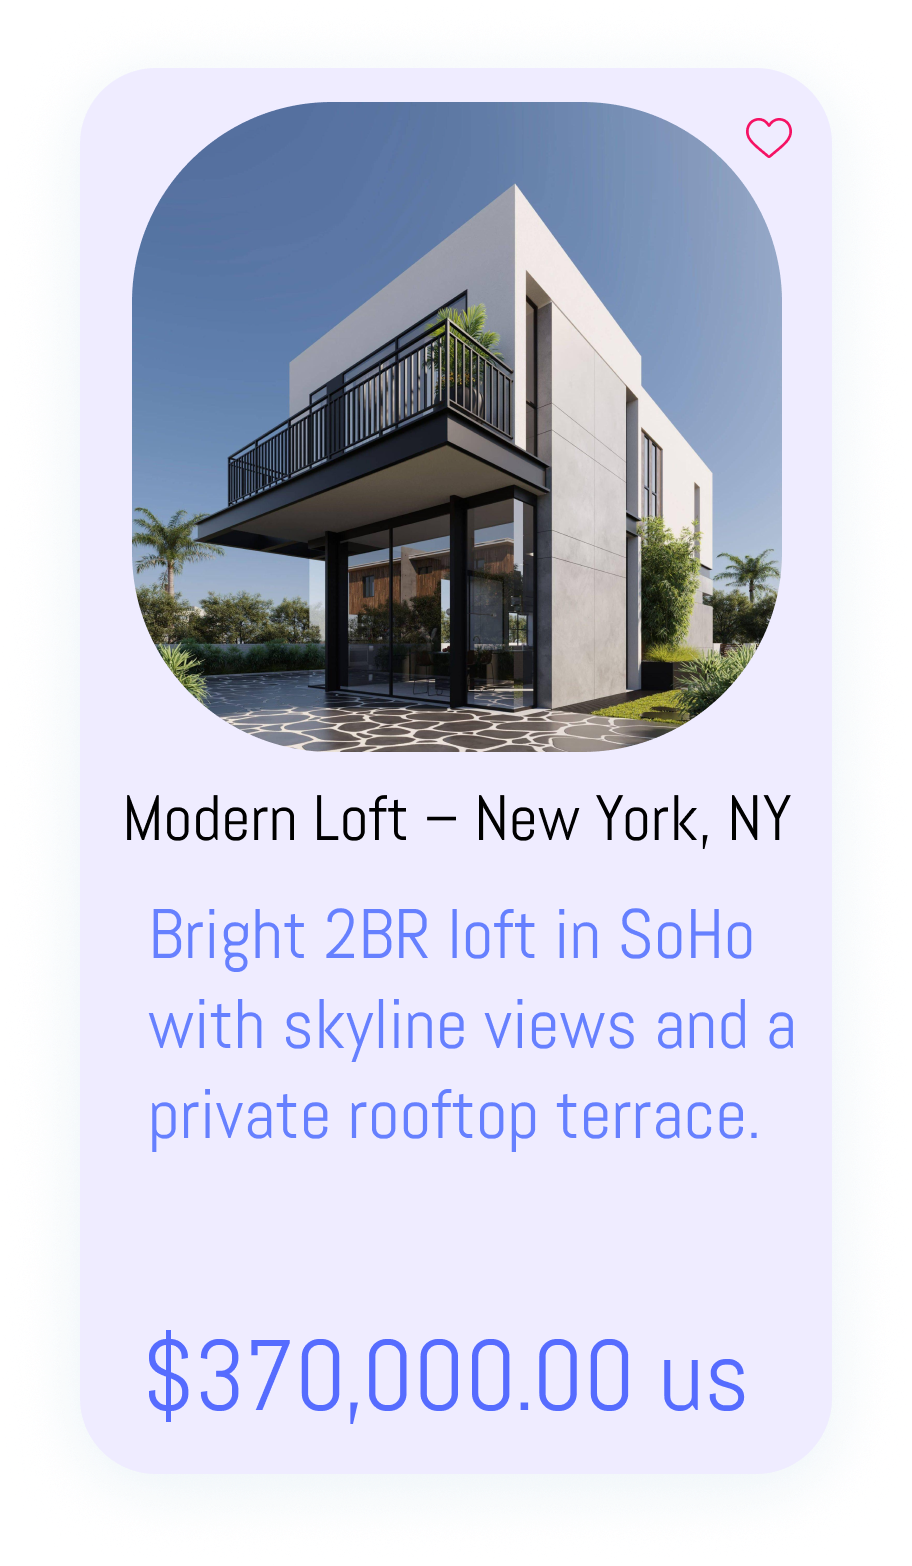 Modern Loft – New York, NY
Bright 2BR loft in SoHo
with skyline views and a
private rooftop terrace.
$370,000.00 us